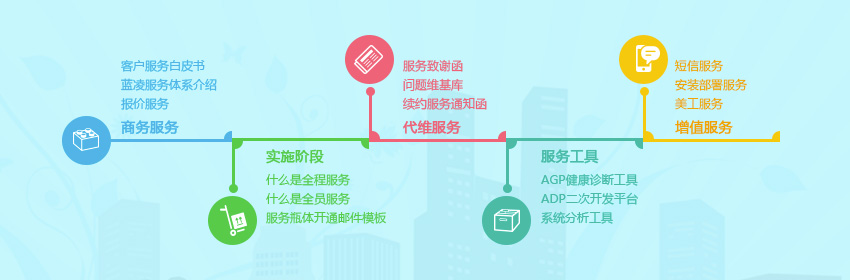 客户服务白皮书
蓝凌服务体系介绍
报价服务
商务服务
实施阶段
什么是全程服务
什么是全员服务
服务瓶体开通邮件模板
服务致谢函
问题维基库
续约服务通知函
代维服务
服务工具
AGP健康诊断工具
ADP二次开发平台
系统分析工具
短信服务
安装部署服务
美工服务
增值服务